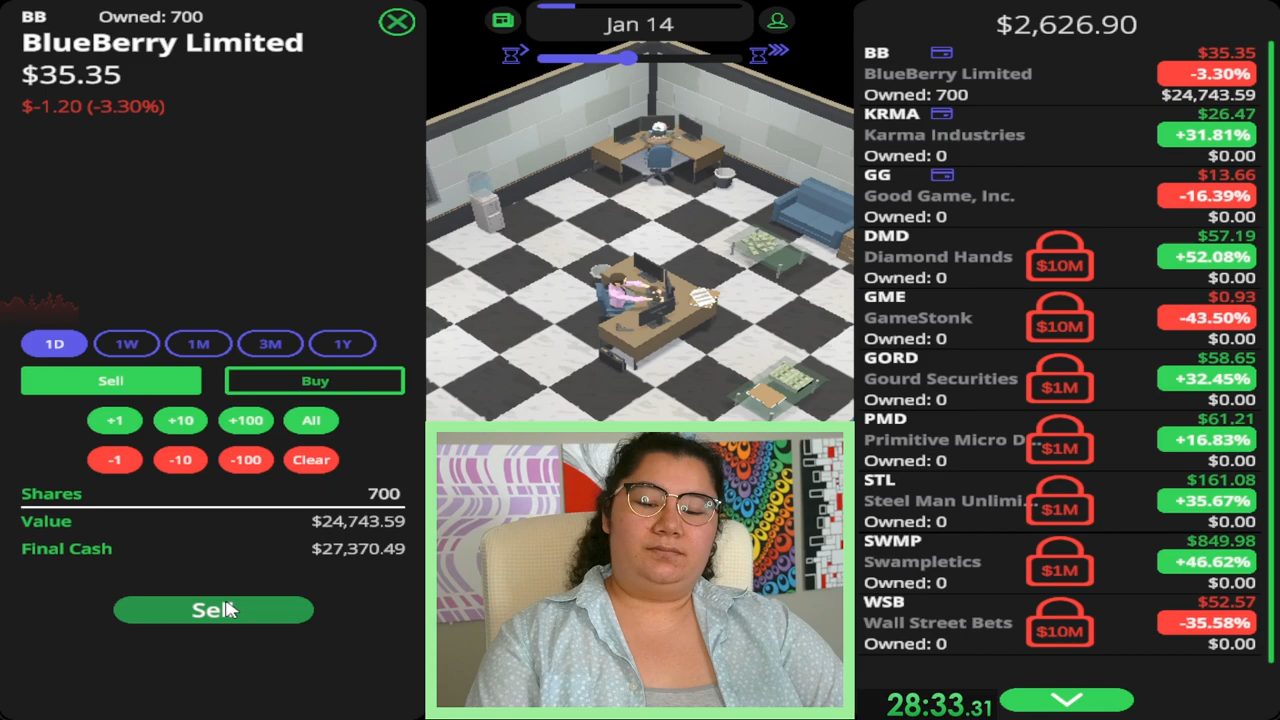 BB Owned: 700
BlueBerry Limited
$35.35
$-1.20 (-3.30%)
1D 1W 1M 3M 1Y
Sell Buy
+1 +10 +100 All
-1 -10 -100 Clear
Shares 700
Value $24,743.59
Final Cash $27,370.49
Sell
Jan 14
$2,626.90
BB $35.35
BlueBerry Limited -3.30%
Owned: 700 $24,743.59
KRMA $26.47
Karma Industries +31.81%
Owned: 0 $0.00
GG $13.66
Good Game, Inc. -16.39%
Owned: 0 $0.00
DMD $57.19
Diamond Hands $10M +52.08%
Owned: 0 $0.00
GME $0.93
GameStonk $10M -43.50%
Owned: 0 $0.00
GORD $58.65
Gourd Securities $1M +32.45%
Owned: 0 $0.00
PMD $61.21
Primitive Micro D... $1M +16.83%
Owned: 0 $0.00
STL $161.08
Steel Man Unlimi... $1M +35.67%
Owned: 0 $0.00
SWMP $849.98
Swampletics $1M +46.62%
Owned: 0 $0.00
WSB $52.57
Wall Street Bets $10M -35.58%
Owned: 0 $0.00
28:33.31